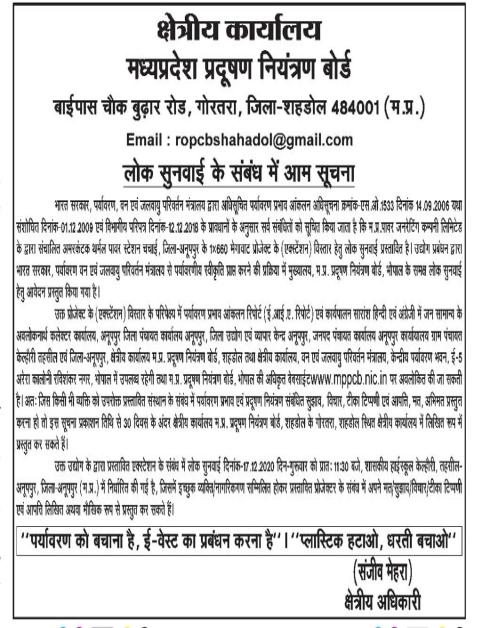 क्षेत्रीय कार्यालय
मध्यप्रदेश प्रदूषण नियंत्रण बोर्ड
बाईपास चौक बुढ़ार रोड, गोरतरा, जिला-शहडोल 484001 (म.प्र.)
Email : ropcbshahadol@gmail.com
लोक सुनवाई के संबंध में आम सूचना
भारत सरकार, पर्यावरण, वन एवं जलवायु परिवर्तन मंत्रालय द्वारा अधिसूचित पर्यावरण प्रभाव आंकलन अधिसूचना क्रमांक-एस.ओ.1533 दिनांक 14.09.2006 यथा
संशोधित दिनांक-01.12.2009 एवं विभागीय परिपत्र दिनांक-12.12.2018 के प्रावधानों के अनुसार सर्व संबंधितों को सूचित किया जाता है कि म.प्र.पावर जनरेटिंग कम्पनी लिमिटेड
के द्वारा संचालित अमरकंटक थर्मल पावर स्टेशन चचाई, जिला-अनूपपुर के 1x660 मेगावाट प्रोजेक्ट के (एक्टेंशन) विस्तार हेतु लोक सुनवाई प्रस्तावित है। उद्योग प्रबंधन द्वारा
भारत सरकार, पर्यावरण वन एवं जलवायु परिवर्तन मंत्रालय से पर्यावरणीय स्वीकृति प्राप्त करने की प्रक्रिया में मुख्यालय, म.प्र. प्रदूषण नियंत्रण बोर्ड, भोपाल के समक्ष लोक सुनवाई
हेतु आवेदन प्रस्तुत किया गया है।
उक्त प्रोजेक्ट के (एक्टेंशन) विस्तार के परिपेक्ष्य में पर्यावरण प्रभाव आंकलन रिपोर्ट (ई.आई.ए. रिपोर्ट) एवं कार्यपालन सारांश हिन्दी एवं अंग्रेजी में जन सामान्य के
अवलोकनार्थ कलेक्टर कार्यालय, अनूपपुर जिला पंचायत कार्यालय अनूपपुर, जिला उद्योग एवं व्यापार केन्द्र अनूपपुर, जनपद पंचायत कार्यालय अनूपपुर कार्यायालय ग्राम पंचायत
केल्हौरी तहसील एवं जिला-अनूपपुर, क्षेत्रीय कार्यालय म.प्र. प्रदूषण नियंत्रण बोर्ड, शहडोल तथा क्षेत्रीय कार्यालय, वन एवं जलवायु परिवर्तन मंत्रालय, केन्द्रीय पर्यावरण भवन, ई-5
अरेरा कालोनी रविशंकर नगर, भोपाल में उपलब्ध रहेगी तथा म.प्र. प्रदूषण नियंत्रण बोर्ड, भोपाल की अधिकृत वेबसाईटwww.mppcb.nic.in पर अवलोकित की जा सकती
है। अतः जिस किसी भी व्यक्ति को उपरोक्त प्रस्तावित संस्थान के संबंध में पर्यावरण प्रभाव एवं प्रदूषण नियंत्रण संबंधित सुझाव, विचार, टीका टिप्पणी एवं आपत्ति, मत, अभिमत प्रस्तुत
करना हो तो इस सूचना प्रकाशन तिथि से 30 दिवस के अंदर क्षेत्रीय कार्यालय म.प्र. प्रदूषण नियंत्रण बोर्ड, शहडोल के गोरतरा, शहडोल स्थित क्षेत्रीय कार्यालय में लिखित रूप में
प्रस्तुत कर सकते हैं।
उक्त उद्योग के द्वारा प्रस्तावित एक्टेंशन के संबंध में लोक सुनवाई दिनांक-17.12.2020 दिन-गुरूवार को प्रातः 11:30 बजे, शासकीय हाईस्कूल केल्हौरी, तहसील-
अनूपपुर, जिला-अनूपपुर (म.प्र.) में निर्धारित की गई है, जिसमें इच्छुक व्यक्ति/नागरिकगण सम्मिलित होकर प्रस्तावित प्रोजेक्टर के संबंध में अपने मत/सुझाव/विचार/टीका टिप्पणी
एवं आपत्ति लिखित अथवा मौखिक रूप से प्रस्तुत कर सकते हैं।
"पर्यावरण को बचाना है, ई-वेस्ट का प्रबंधन करना है"। "प्लास्टिक हटाओ, धरती बचाओ"
(संजीव मेहरा)
क्षेत्रीय अधिकारी